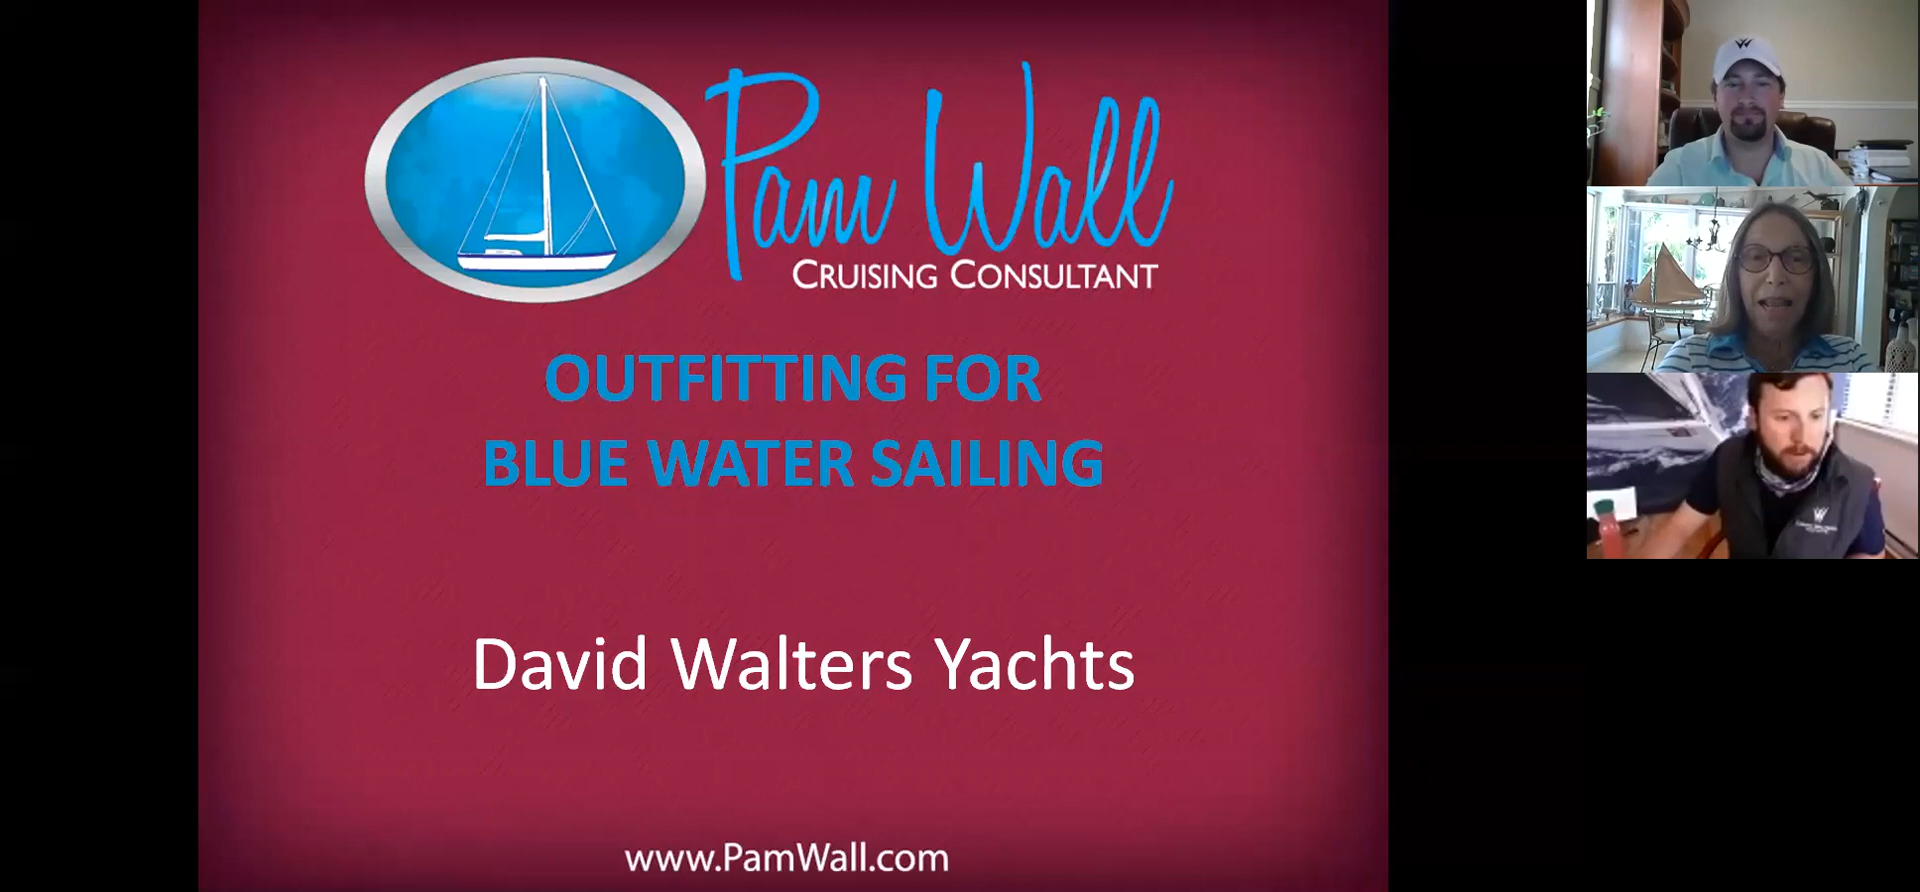 Pam Wall
CRUISING CONSULTANT
OUTFITTING FOR
BLUE WATER SAILING
David Walters Yachts
www.PamWall.com